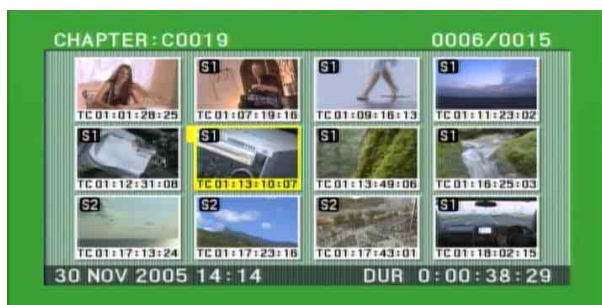 CHAPTER:C0019 0006/0015
S1 S1 S1
TC 01:01:28:25 TC 01:07:19:16 TC 01:09:16:13 TC 01:11:23:02
S1 S1 S1 S1
TC 01:12:31:08 TC 01:13:10:07 TC 01:13:49:06 TC 01:16:25:03
S2 S2 S2 S1
TC 01:17:13:24 TC 01:17:23:16 TC 01:17:43:01 TC 01:18:02:15
30 NOV 2005 14:14 DUR 0:00:38:29